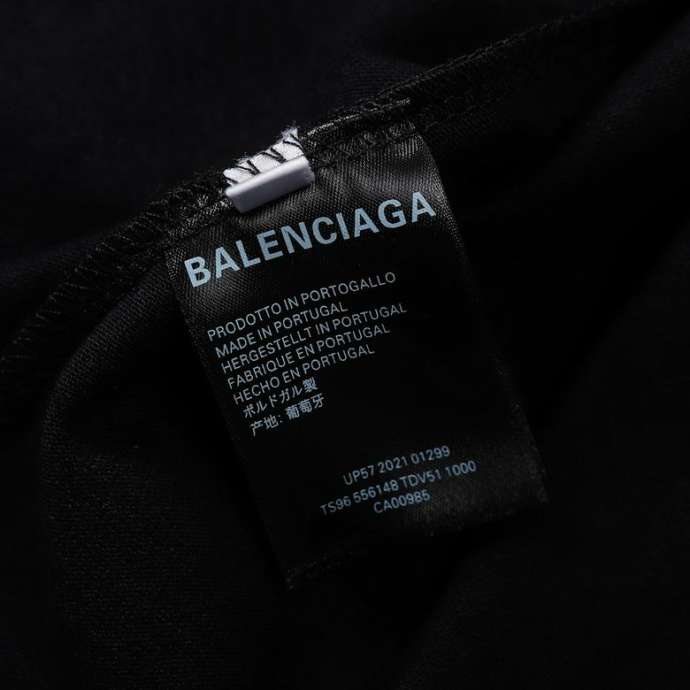 BALENCIAGA
PRODOTTO IN PORTOGALLO
MADE IN PORTUGAL
HERGESTELLT IN PORTUGAL
FABRIQUE EN PORTUGAL
HECHO EN PORTUGAL
ポルドガル製
产地: 葡萄牙
UP57 2021 01299
TS96 556148 TDV51 1000
CA00985